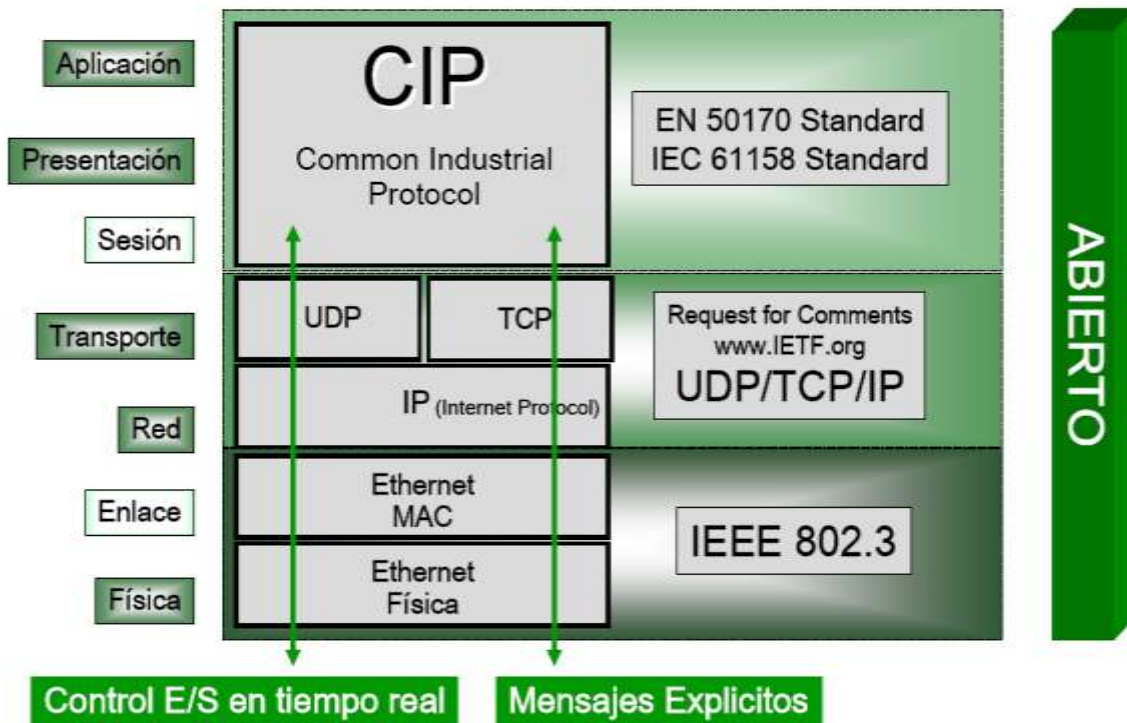 Aplicación
Presentación
Sesión
Transporte
Red
Enlace
Física
CIP
Common Industrial
Protocol
UDP
TCP
IP (Internet Protocol)
Ethernet
MAC
Ethernet
Física
EN 50170 Standard
IEC 61158 Standard
Request for Comments
www.IETF.org
UDP/TCP/IP
IEEE 802.3
ABIERTO
Control E/S en tiempo real
Mensajes Explicitos